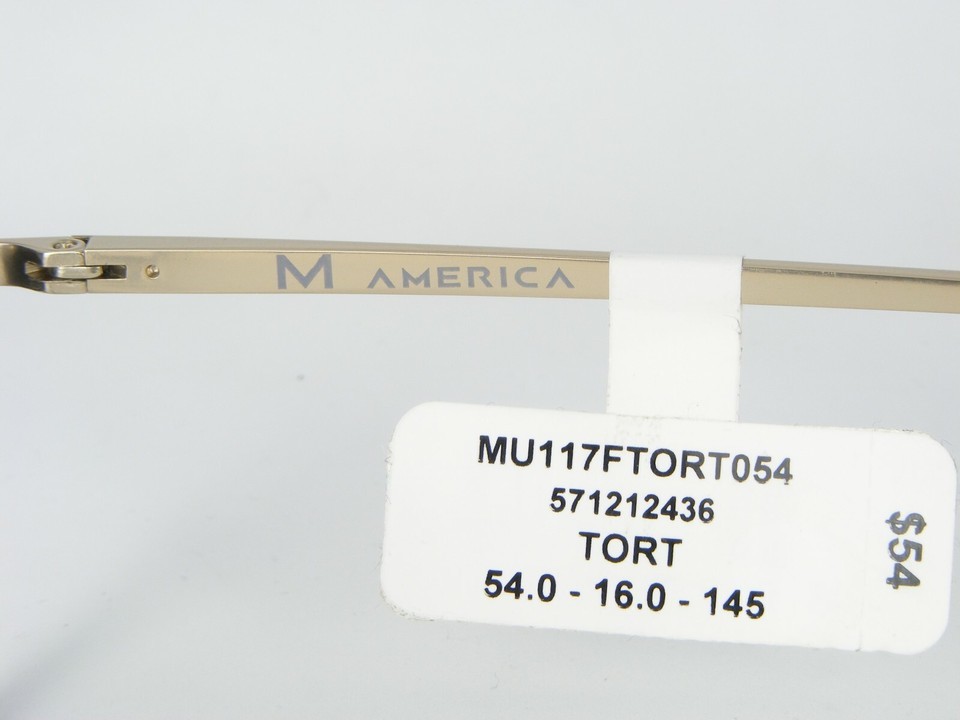 M AMERICA
MU117FTORT054
571212436
TORT
54.0 - 16.0 - 145
$54